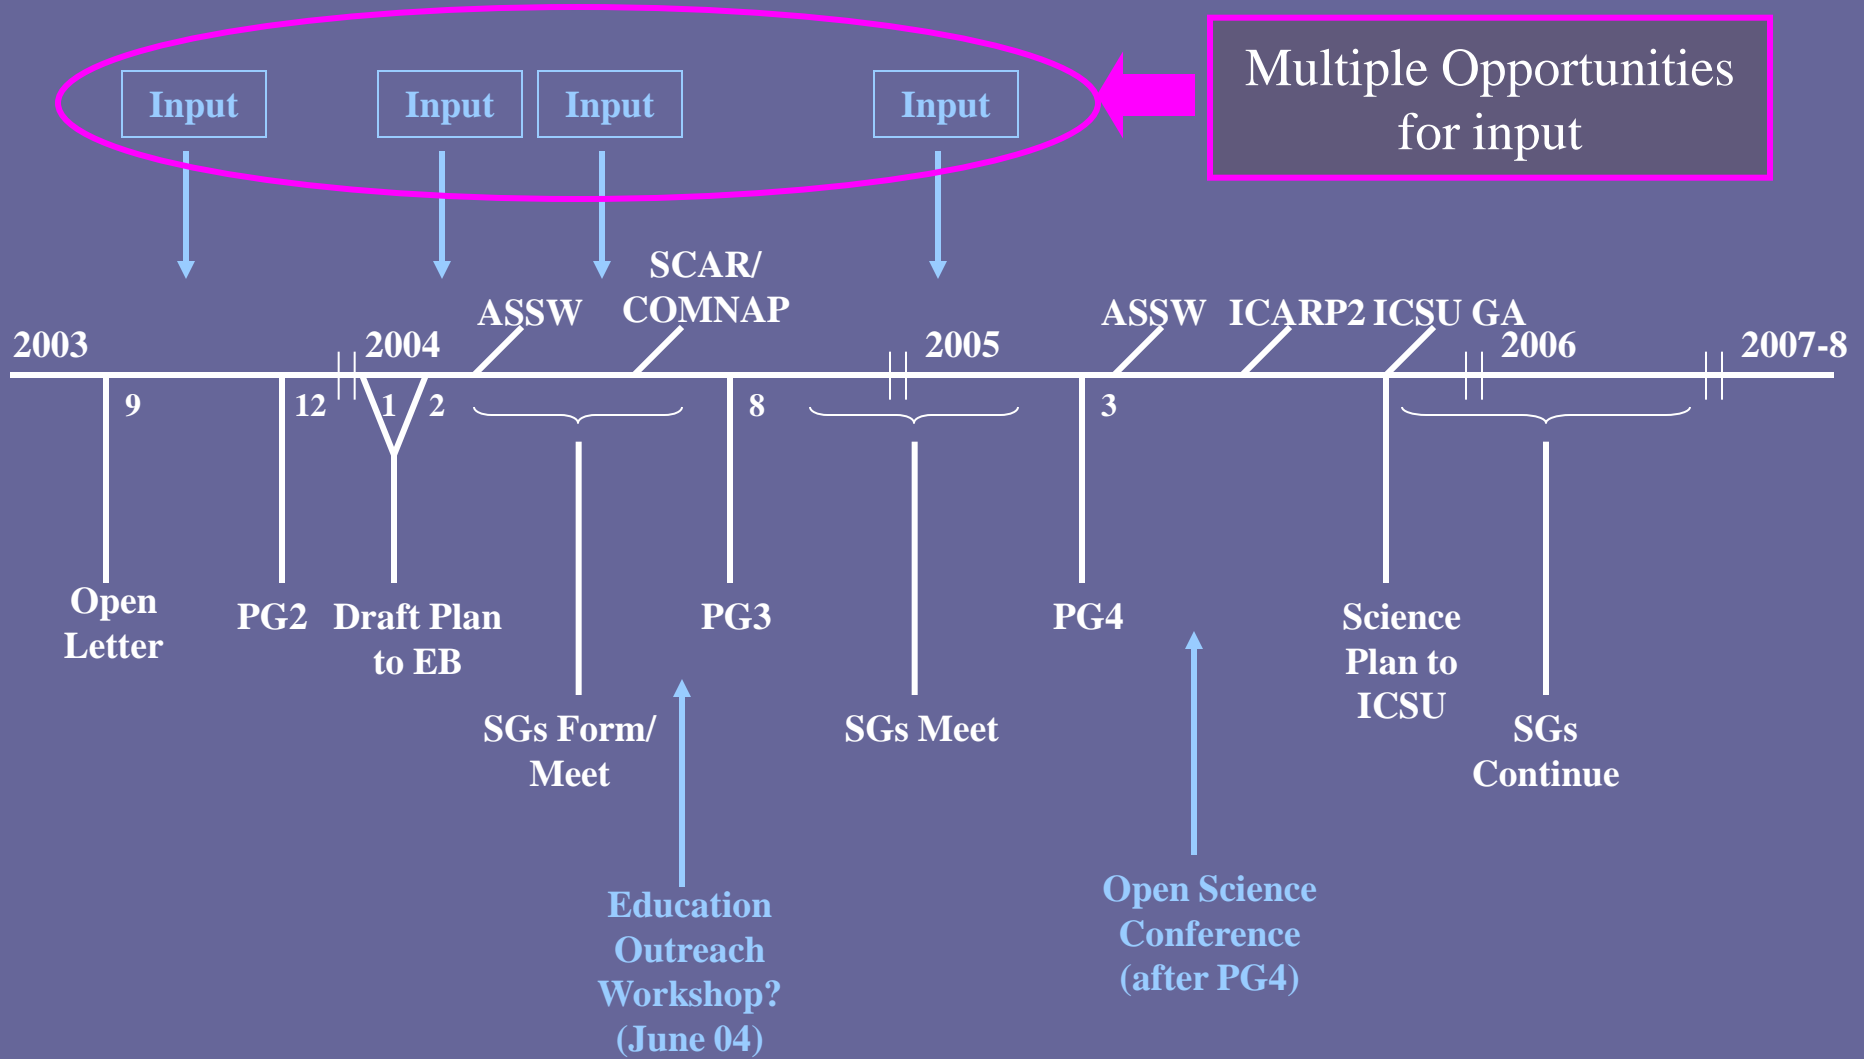 Input
Input
Input
Input
Multiple Opportunities
for input
SCAR/
COMNAP
ASSW
ASSW
ICARP2
ICSU GA
2003
2004
2005
2006
2007-8
9
12
1
2
8
3
Open
Letter
PG2
Draft Plan
to EB
PG3
PG4
Science
Plan to
ICSU
SGs Form/
Meet
SGs Meet
SGs
Continue
Education
Outreach
Workshop?
(June 04)
Open Science
Conference
(after PG4)